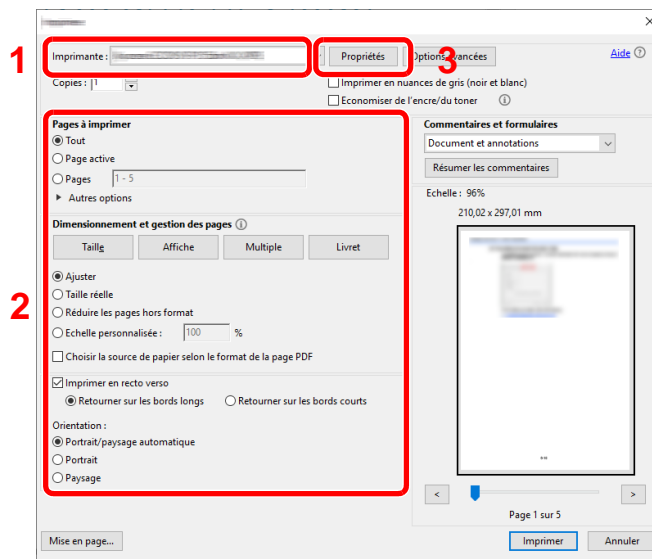 1 Imprimante : Propriétés 3 Options avancées Aide
Copies : 1 Imprimer en nuances de gris (noir et blanc)
Economiser de l'encre/du toner
Pages à imprimer
Tout
Page active
Pages 1 - 5
Autres options
Dimensionnement et gestion des pages
Taille Affiche Multiple Livret
2
Ajuster
Taille réelle
Réduire les pages hors format
Echelle personnalisée : 100 %
Choisir la source de papier selon le format de la page PDF
Imprimer en recto verso
Retourner sur les bords longs Retourner sur les bords courts
Orientation :
Portrait/paysage automatique
Portrait
Paysage
Commentaires et formulaires
Document et annotations
Résumer les commentaires
Echelle : 96%
210,02 x 297,01 mm
< >
Page 1 sur 5
Mise en page... Imprimer Annuler